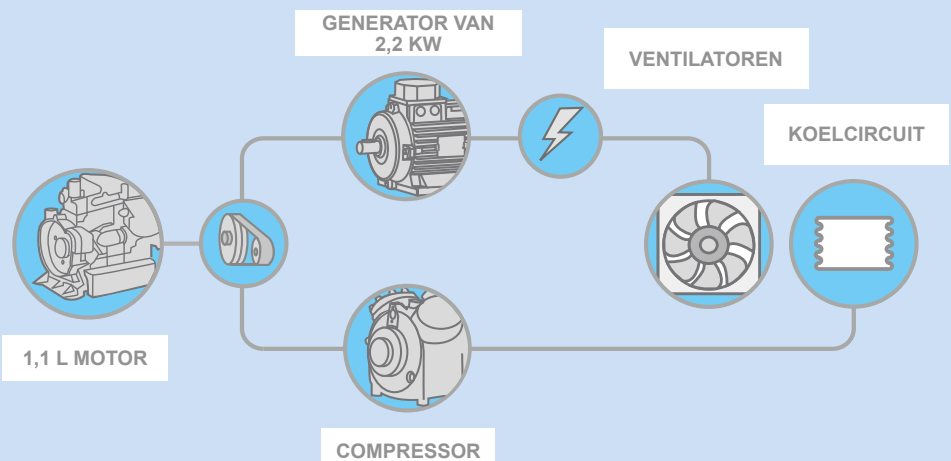 GENERATOR VAN
2,2 KW
VENTILATOREN
KOELCIRCUIT
1,1 L MOTOR
COMPRESSOR